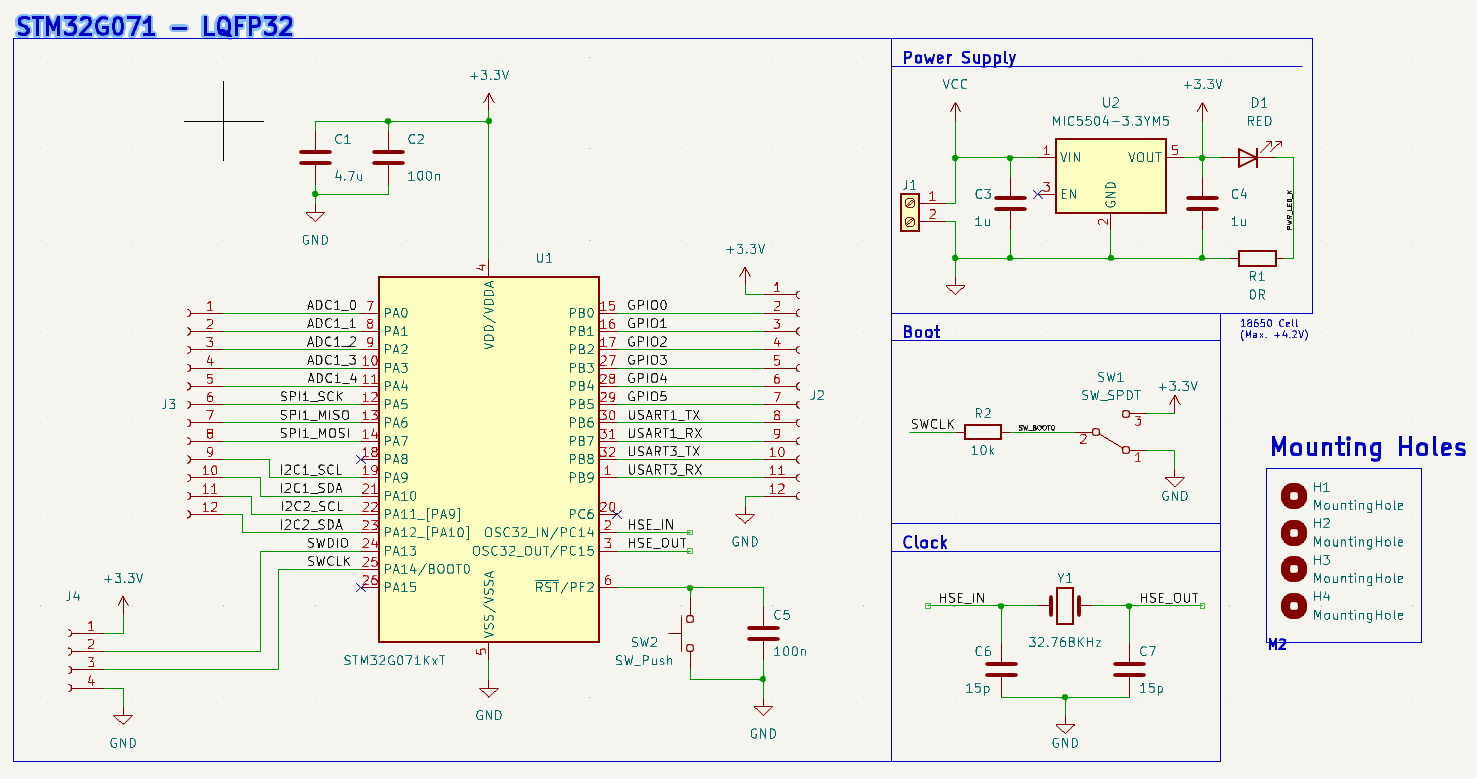 STM32G071 – LQFP32
+3.3V
C1
C2
4.7u
100n
GND
U1
4
VDD/VDDA
+3.3V
J3
1 ADC1_0 7 PA0
2 ADC1_1 8 PA1
3 ADC1_2 9 PA2
4 ADC1_3 10 PA3
5 ADC1_4 11 PA4
6 SPI1_SCK 12 PA5
7 SPI1_MISO 13 PA6
8 SPI1_MOSI 14 PA7
9 18 PA8
10 I2C1_SCL 19 PA9
11 I2C1_SDA 21 PA10
12 I2C2_SCL 22 PA11_[PA9]
I2C2_SDA 23 PA12_[PA10]
SWDIO 24 PA13
SWCLK 25 PA14/BOOT0
26 PA15
1
PB0 15 GPIO0 2
PB1 16 GPIO1 3
PB2 17 GPIO2 4
PB3 27 GPIO3 5
PB4 28 GPIO4 6
PB5 29 GPIO5 7
PB6 30 USART1_TX 8
PB7 31 USART1_RX 9
PB8 32 USART3_TX 10
PB9 1 USART3_RX 11
12
J2
PC6 20
OSC32_IN/PC14 2 HSE_IN
OSC32_OUT/PC15 3 HSE_OUT
RST/PF2 6
GND
VSS/VSSA
5
STM32G071KxT
GND
J4
+3.3V
1
2
3
4
GND
SW2
SW_Push
C5
100n
GND
Power Supply
VCC
U2
MIC5504-3.3YM5
+3.3V
D1
RED
J1
1
2
C3
1u
1 VIN
3 EN
VOUT 5
GND
2
C4
1u
PWR_LED_K
R1
0R
18650 Cell
(Max. +4.2V)
Boot
SWCLK
R2
10k
SW_BOOT0
SW1
SW_SPDT
+3.3V
3
2
1
GND
Clock
HSE_IN
Y1
HSE_OUT
32.768KHz
C6
15p
C7
15p
GND
Mounting Holes
H1
MountingHole
H2
MountingHole
H3
MountingHole
H4
MountingHole
M2